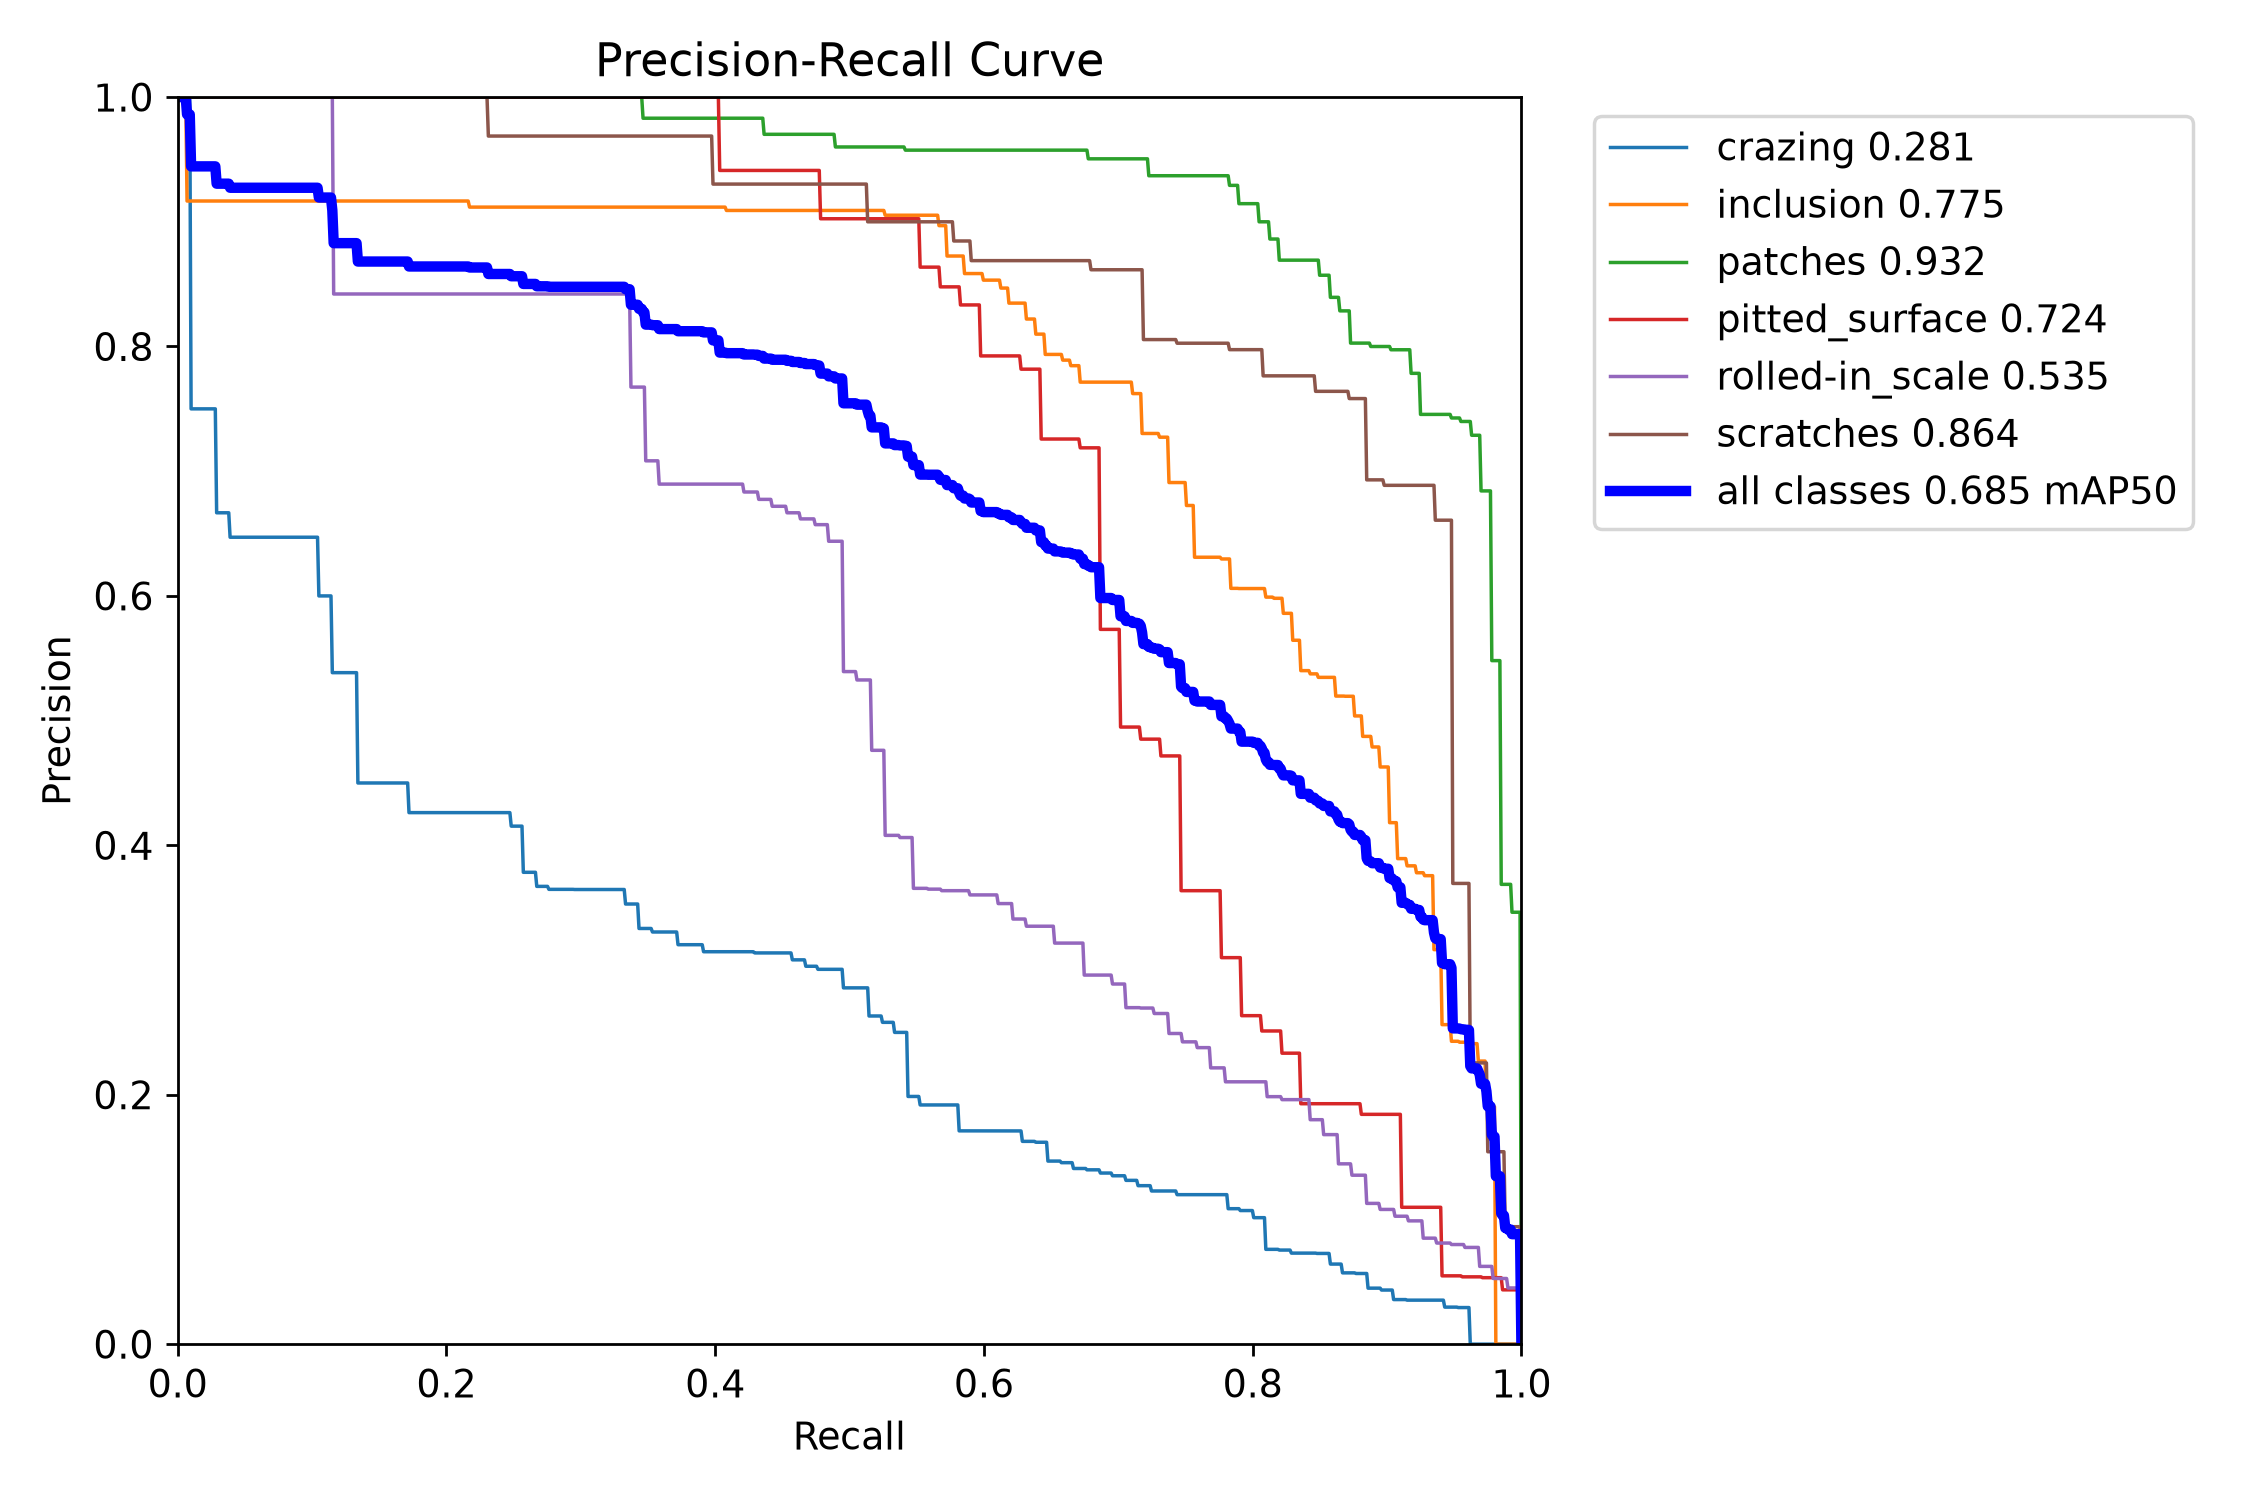 Precision-Recall Curve
1.0
0.8
0.6
0.4
0.2
0.0
Precision
0.0 0.2 0.4 0.6 0.8 1.0
Recall
crazing 0.281
inclusion 0.775
patches 0.932
pitted_surface 0.724
rolled-in_scale 0.535
scratches 0.864
all classes 0.685 mAP50